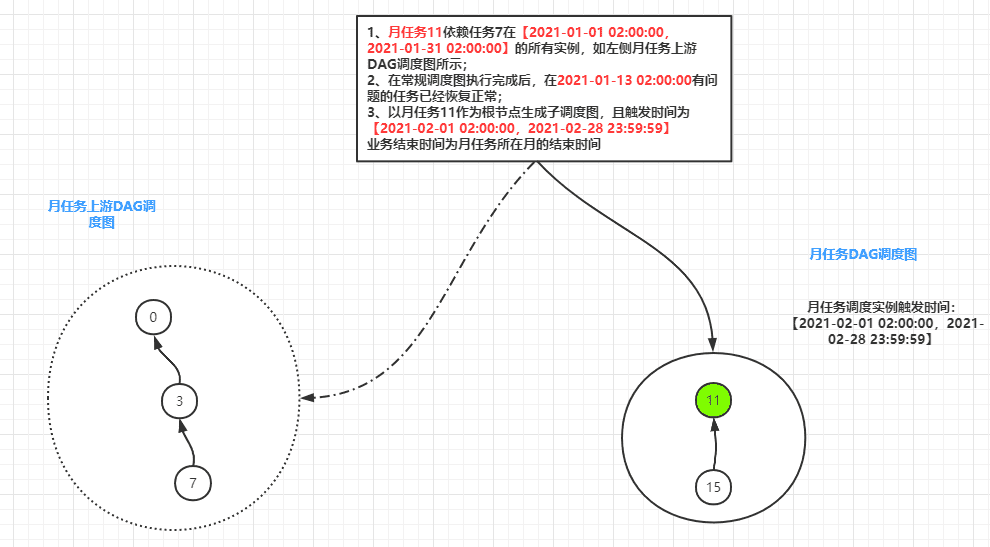 1、月任务11依赖任务7在【2021-01-01 02:00:00，
2021-01-31 02:00:00】的所有实例，如左侧月任务上游
DAG调度图所示；
2、在常规调度图执行完成后，在2021-01-13 02:00:00有问
题的任务已经恢复正常；
3、以月任务11作为根节点生成子调度图，且触发时间为
【2021-02-01 02:00:00，2021-02-28 23:59:59】
业务结束时间为月任务所在月的结束时间
月任务上游DAG调
度图
月任务DAG调度图
月任务调度实例触发时间：
【2021-02-01 02:00:00，2021-
02-28 23:59:59】
0
3
7
11
15